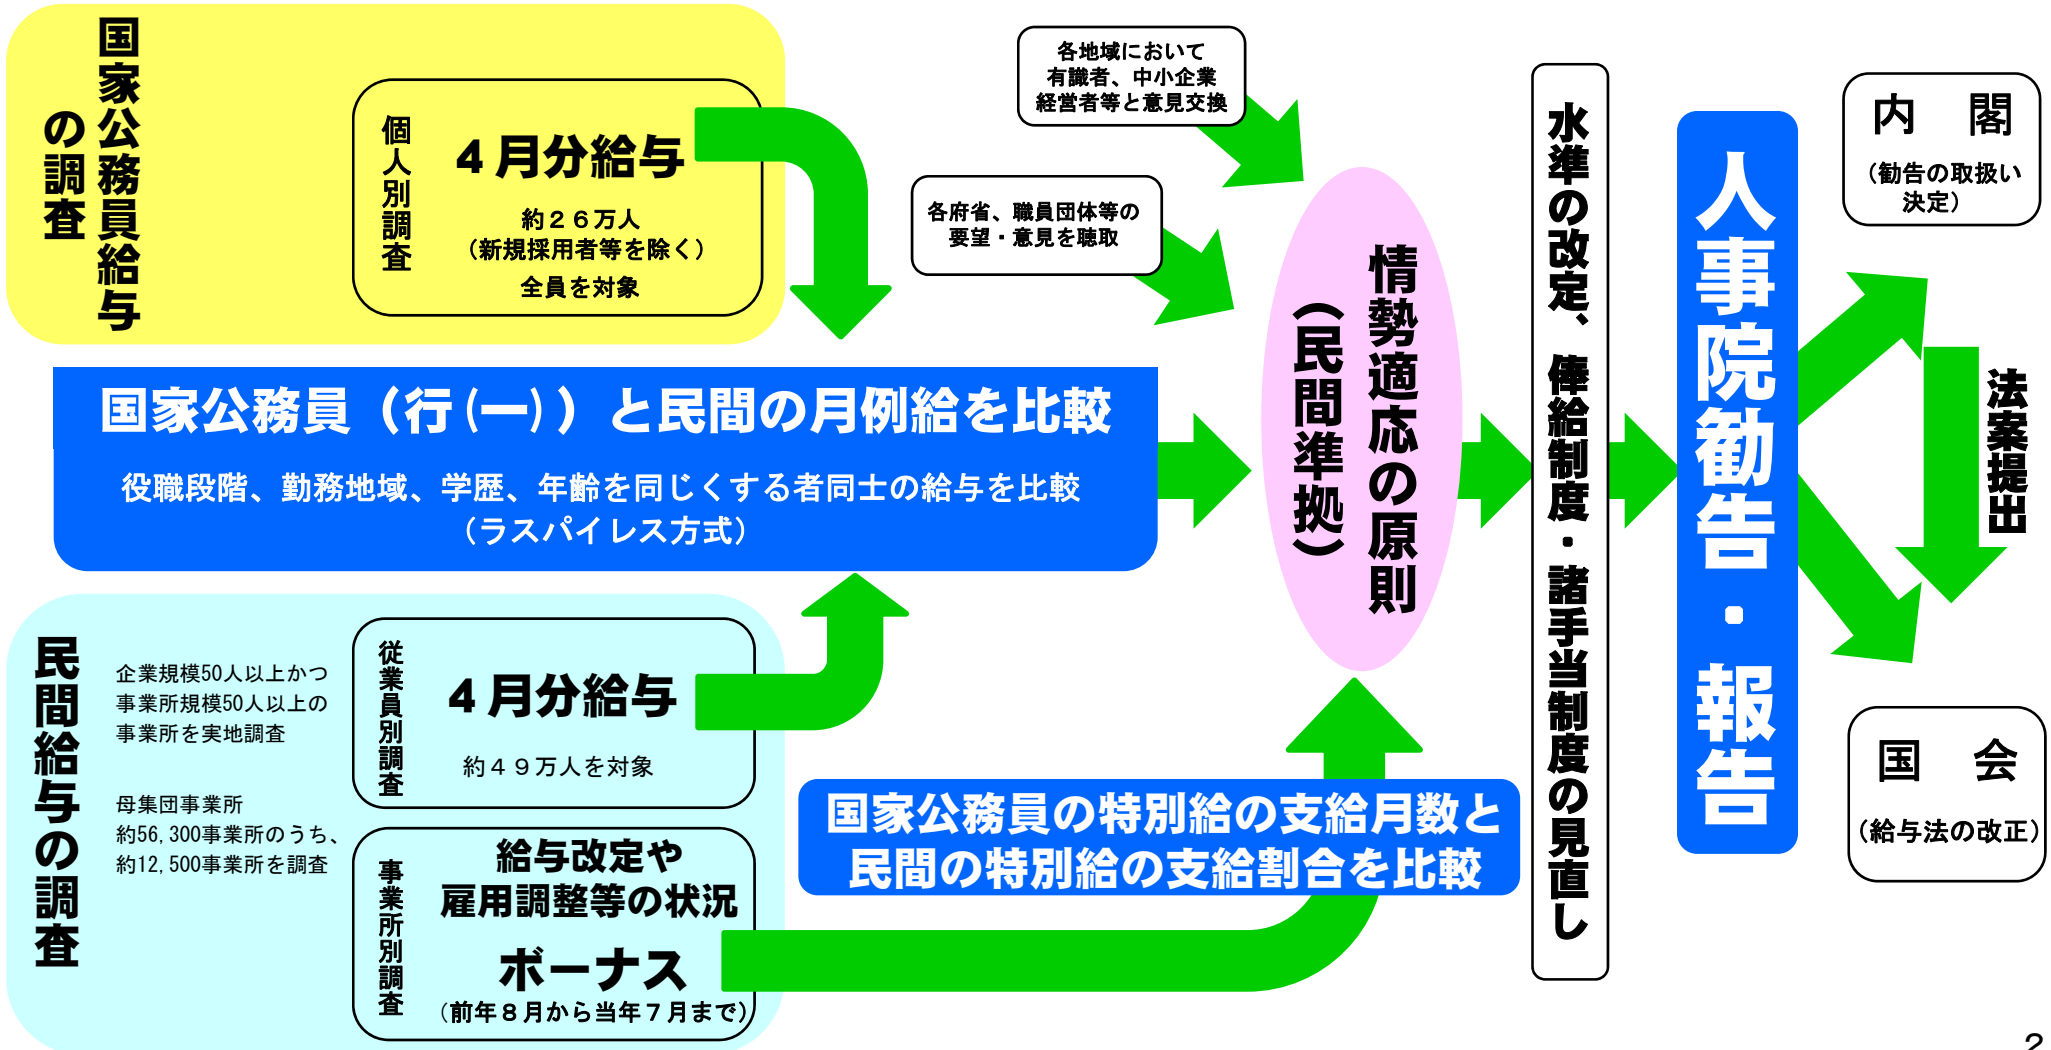 国家公務員給与
の調査
個人別調査
４月分給与
約２６万人
（新規採用者等を除く）
全員を対象
国家公務員（行(一)）と民間の月例給を比較
役職段階、勤務地域、学歴、年齢を同じくする者同士の給与を比較
（ラスパイレス方式）
民間給与の調査
企業規模50人以上かつ
事業所規模50人以上の
事業所を実地調査
母集団事業所
約56,300事業所のうち、
約12,500事業所を調査
従業員別調査
４月分給与
約４９万人を対象
事業所別調査
給与改定や
雇用調整等の状況
ボーナス
（前年８月から当年７月まで）
国家公務員の特別給の支給月数と
民間の特別給の支給割合を比較
各地域において
有識者、中小企業
経営者等と意見交換
各府省、職員団体等の
要望・意見を聴取
情勢適応の原則
（民間準拠）
水準の改定、俸給制度・諸手当制度の見直し
人事院勧告・報告
内　閣
（勧告の取扱い
決定）
法案提出
国　会
（給与法の改正）
2